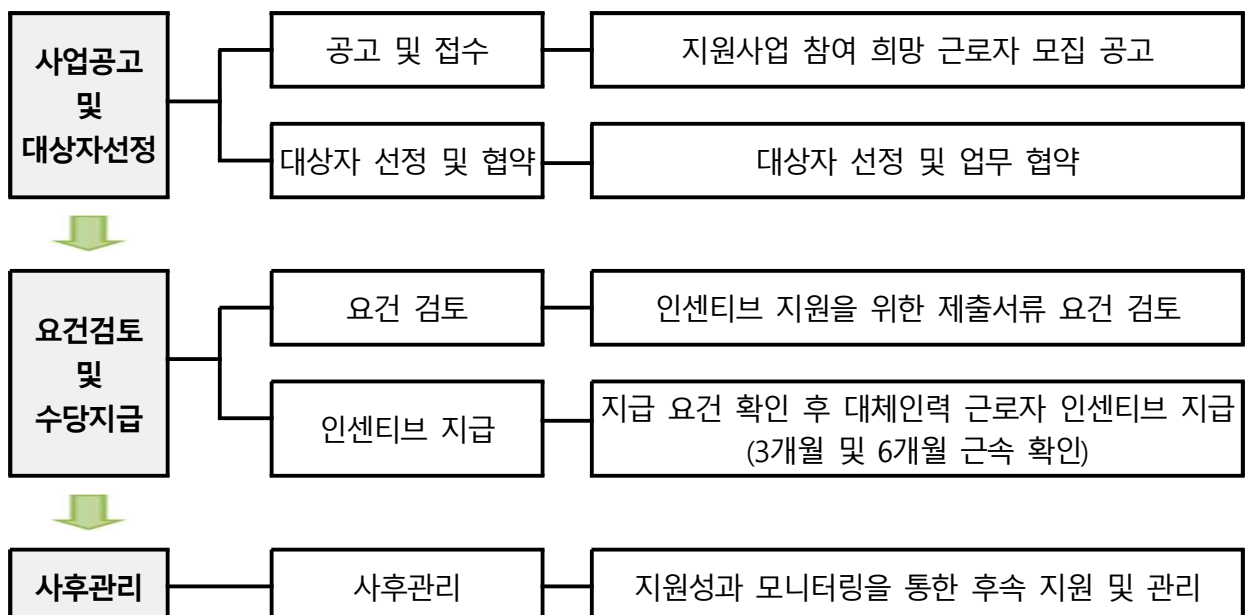 사업공고
및
대상자선정
공고 및 접수
지원사업 참여 희망 근로자 모집 공고
대상자 선정 및 협약
대상자 선정 및 업무 협약
요건검토
및
수당지급
요건 검토
인센티브 지원을 위한 제출서류 요건 검토
인센티브 지급
지급 요건 확인 후 대체인력 근로자 인센티브 지급
(3개월 및 6개월 근속 확인)
사후관리
사후관리
지원성과 모니터링을 통한 후속 지원 및 관리